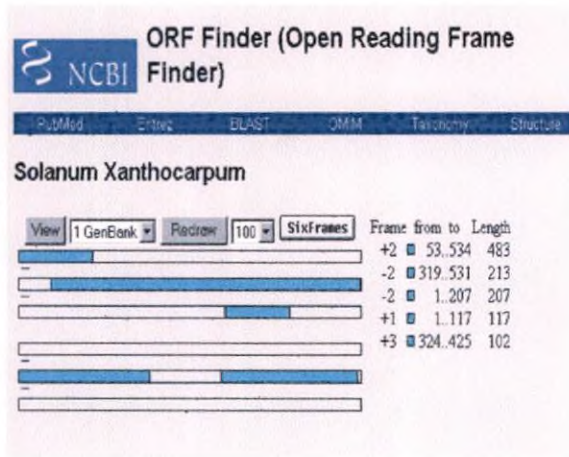 NCBI
ORF Finder (Open Reading Frame
Finder)
PubMed Entrez BLAST OMIM Taxonomy Structure
Solanum Xanthocarpum
View 1 GenBank Redraw 100 SixFrames
Frame from to Length
+2 53..534 483
-2 319..531 213
-2 1..207 207
+1 1..117 117
+3 324..425 102